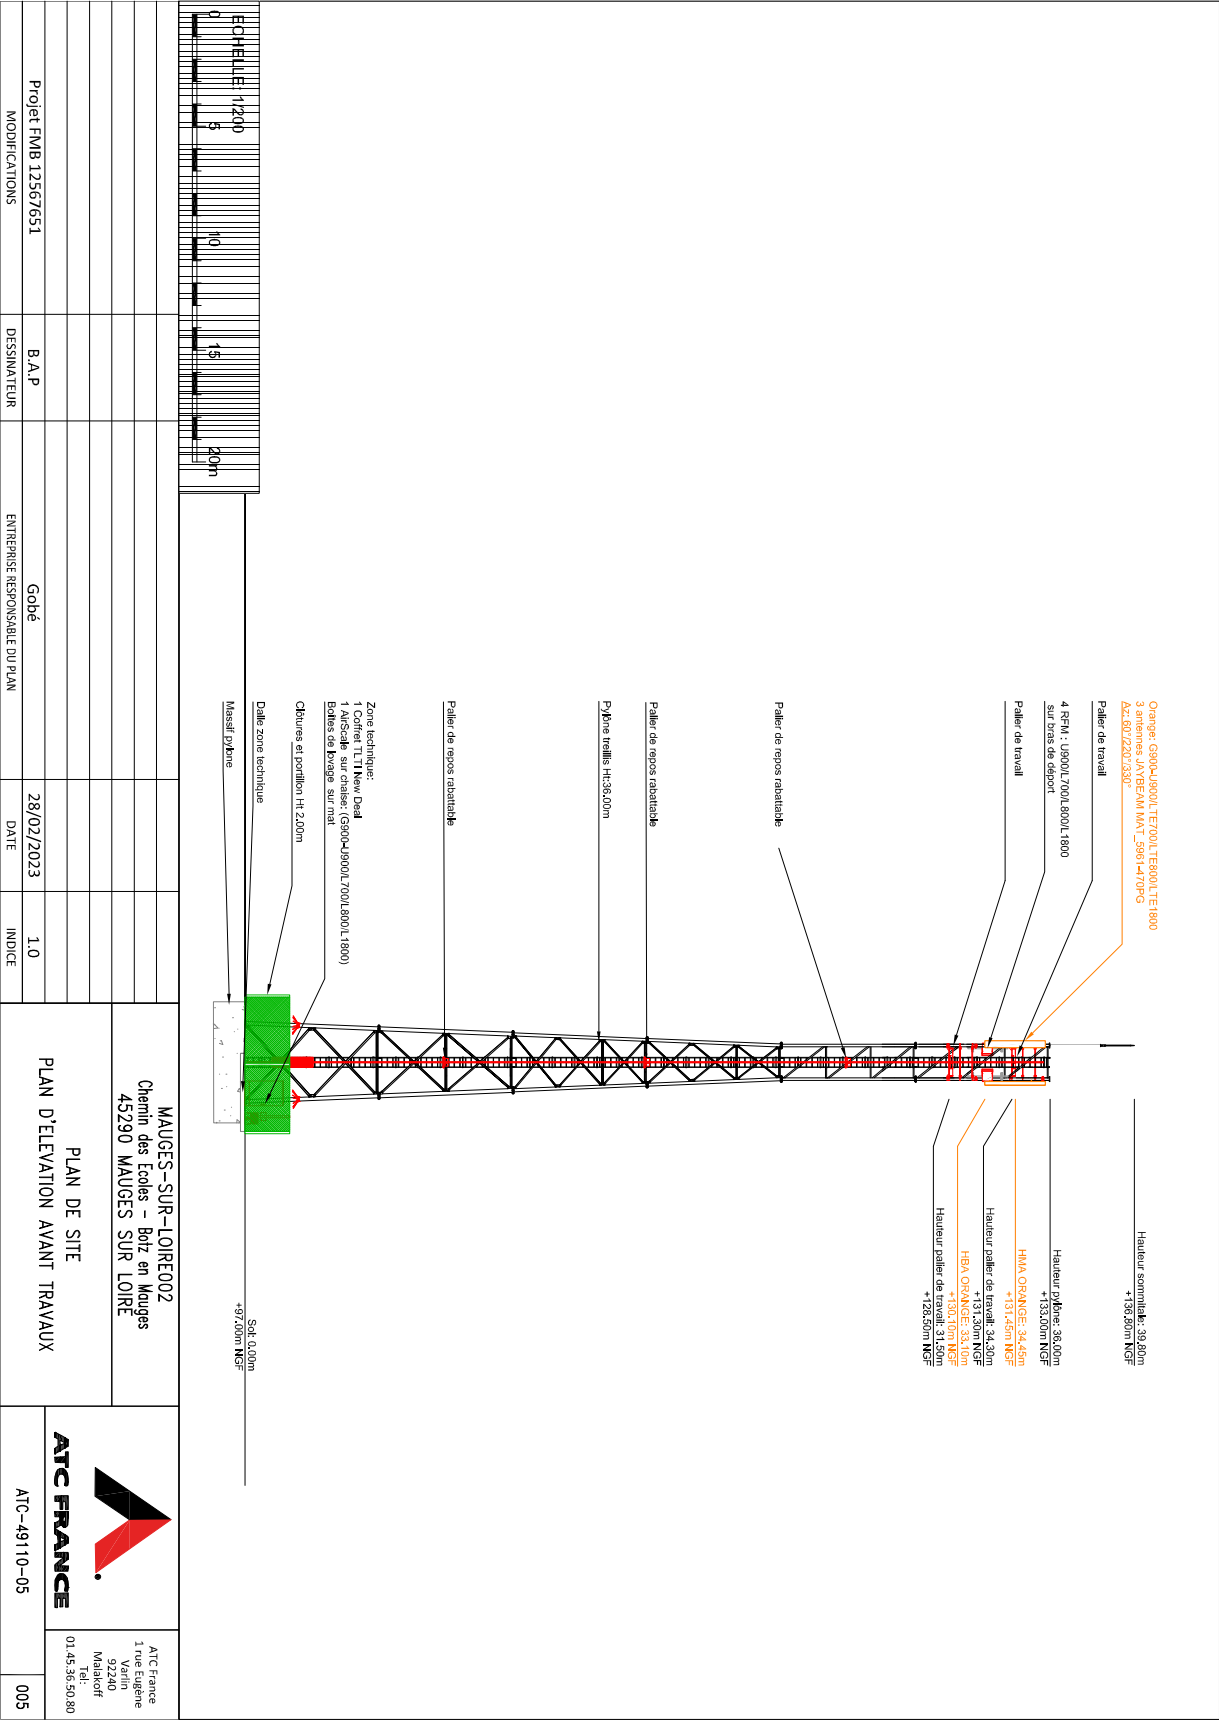 Orange: G900-U900/LTE700/LTE800/LTE1800
3 antennes JAYBEAM MAT_5961-470PG
Az: 60°/220°/330°
Palier de travail
4 RFM : U900/L700/L800/L1800
sur bras de déport
Palier de travail
Palier de repos rabattable
Palier de repos rabattable
Pylône treillis Ht:36.00m
Palier de repos rabattable
Zone technique:
1 Coffret TLTI New Deal
1 AirScale sur chaise: (G900-U900/L700/L800/L1800)
Boîtes de lovage sur mat
Clôtures et portillon Ht 2.00m
Dalle zone technique
Massif pylone
Hauteur sommitale: 39,80m
+136,80m NGF
Hauteur pylône: 36.00m
+133.00m NGF
HMA ORANGE: 34.45m
+131.45m NGF
Hauteur palier de travail: 34.30m
+131.30m NGF
HBA ORANGE: 33.10m
+130.10m NGF
Hauteur palier de travail: 31.50m
+128.50m NGF
Sol: 0.00m
+97.00m NGF
ECHELLE: 1/200
0 5 10 15 20m
Projet FMB 12567651
B.A.P
Gobé
28/02/2023
1.0
MODIFICATIONS
DESSINATEUR
ENTREPRISE RESPONSABLE DU PLAN
DATE
INDICE
MAUGES-SUR-LOIRE002
Chemin des Ecoles - Botz en Mauges
45290 MAUGES SUR LOIRE
PLAN DE SITE
PLAN D'ELEVATION AVANT TRAVAUX
ATC FRANCE
ATC France
1 rue Eugène
Varlin
92240
Malakoff
Tel:
01.45.36.50.80
ATC-49110-05
005